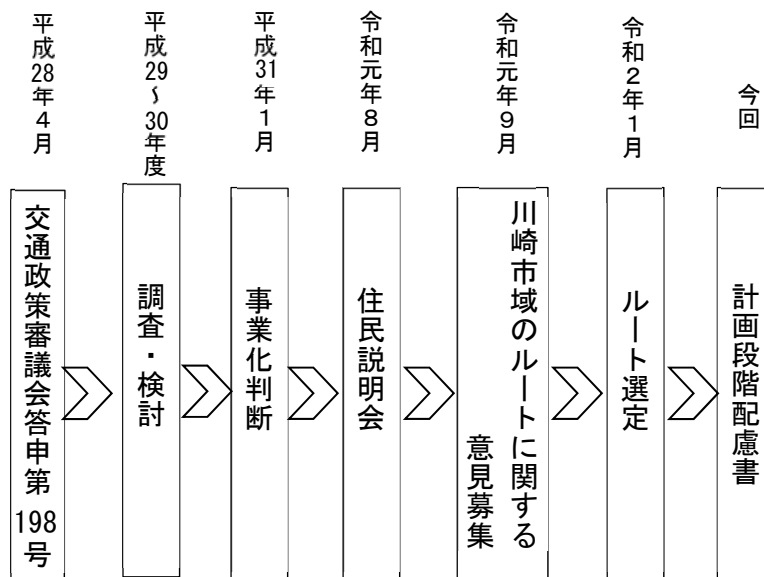 平成28年4月
平成29～30年度
平成31年1月
令和元年8月
令和元年9月
令和2年1月
今回
交通政策審議会答申第198号
調査・検討
事業化判断
住民説明会
川崎市域のルートに関する
意見募集
ルート選定
計画段階配慮書